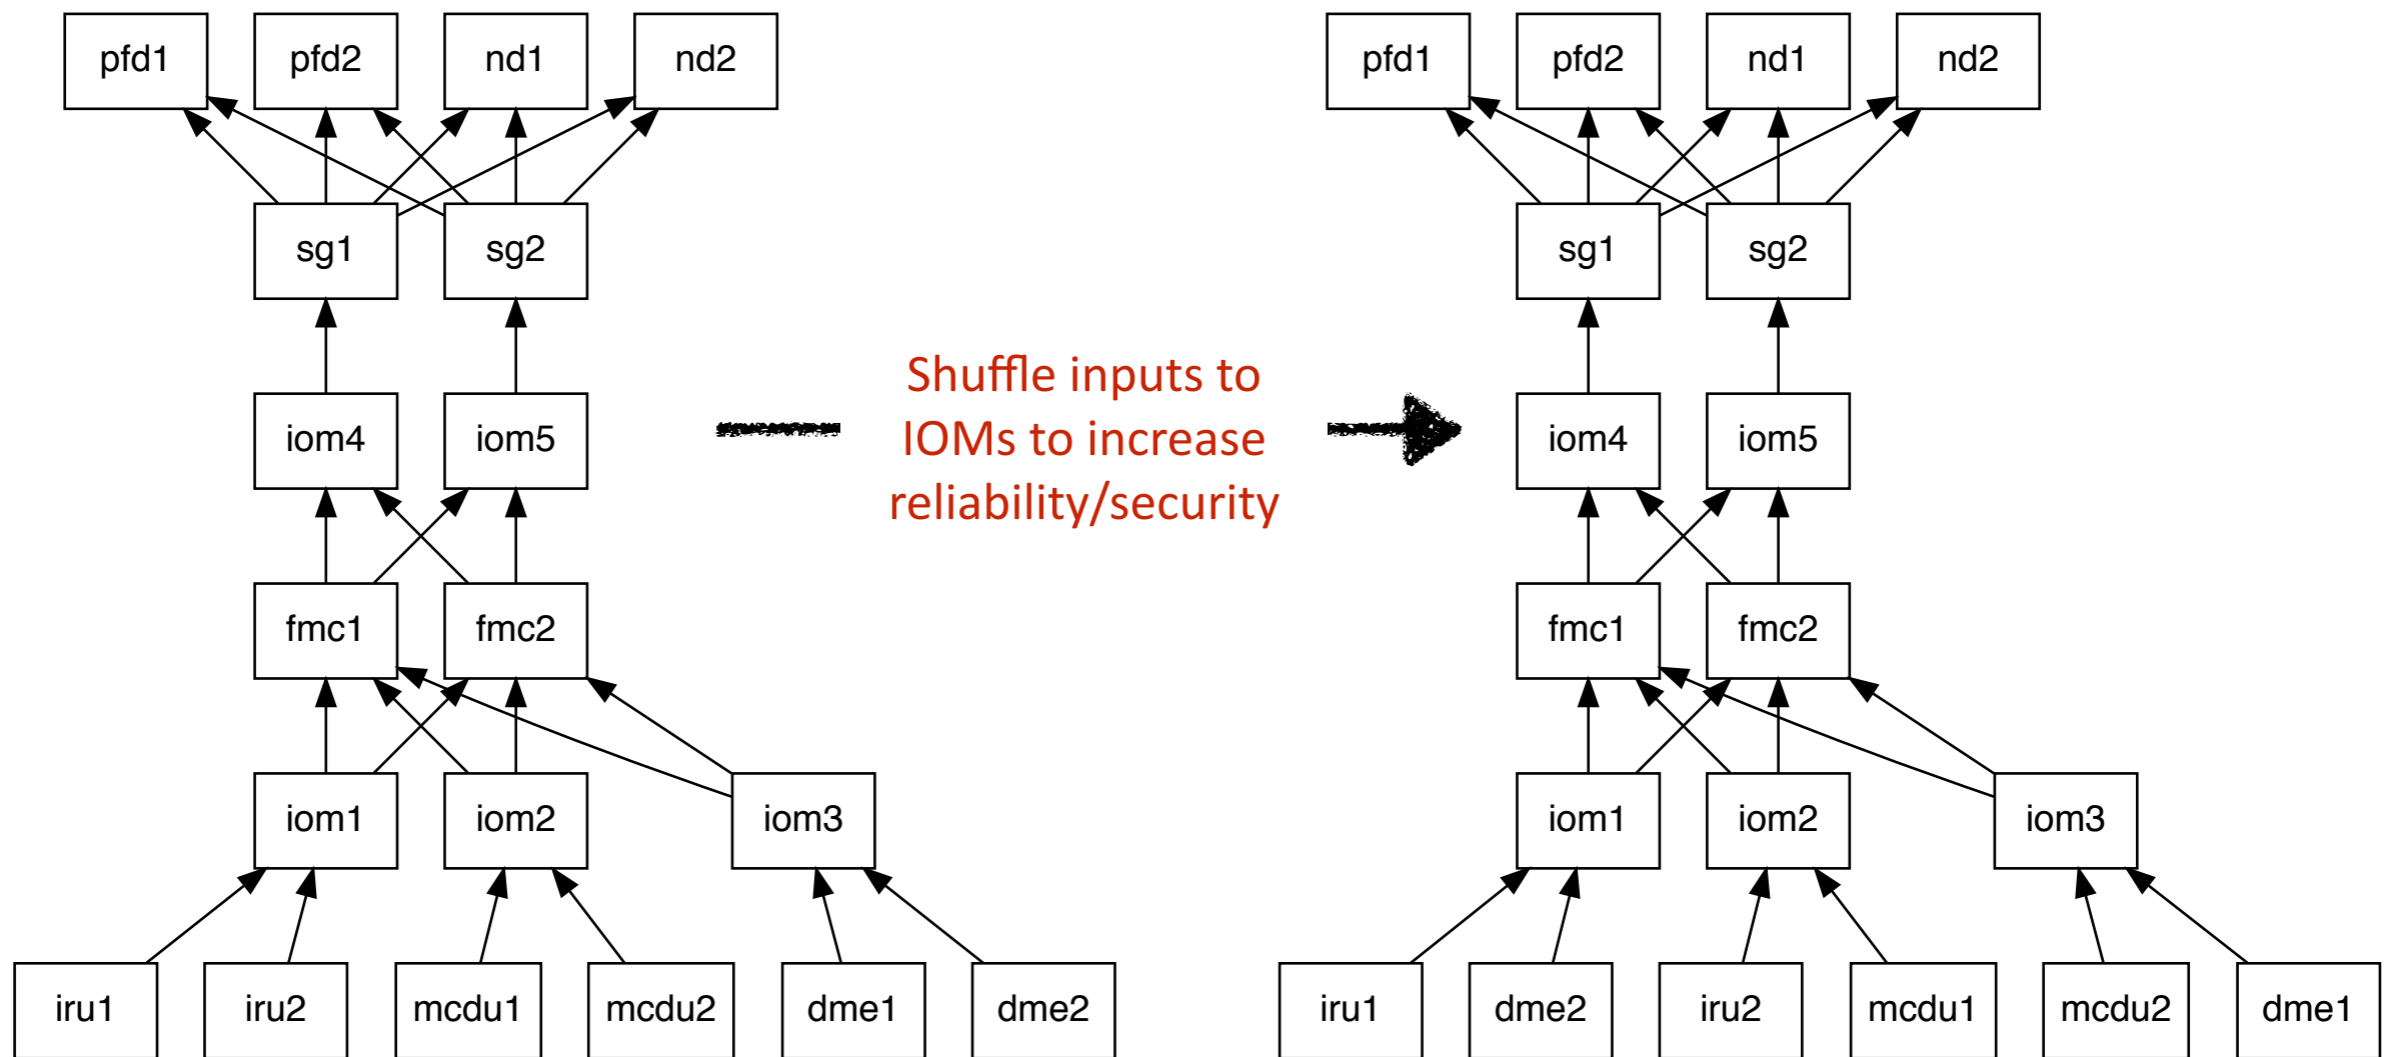 pfd1 pfd2 nd1 nd2
sg1 sg2
iom4 iom5
fmc1 fmc2
iom1 iom2 iom3
iru1 iru2 mcdu1 mcdu2 dme1 dme2
Shuffle inputs to
IOMs to increase
reliability/security
pfd1 pfd2 nd1 nd2
sg1 sg2
iom4 iom5
fmc1 fmc2
iom1 iom2 iom3
iru1 dme2 iru2 mcdu1 mcdu2 dme1